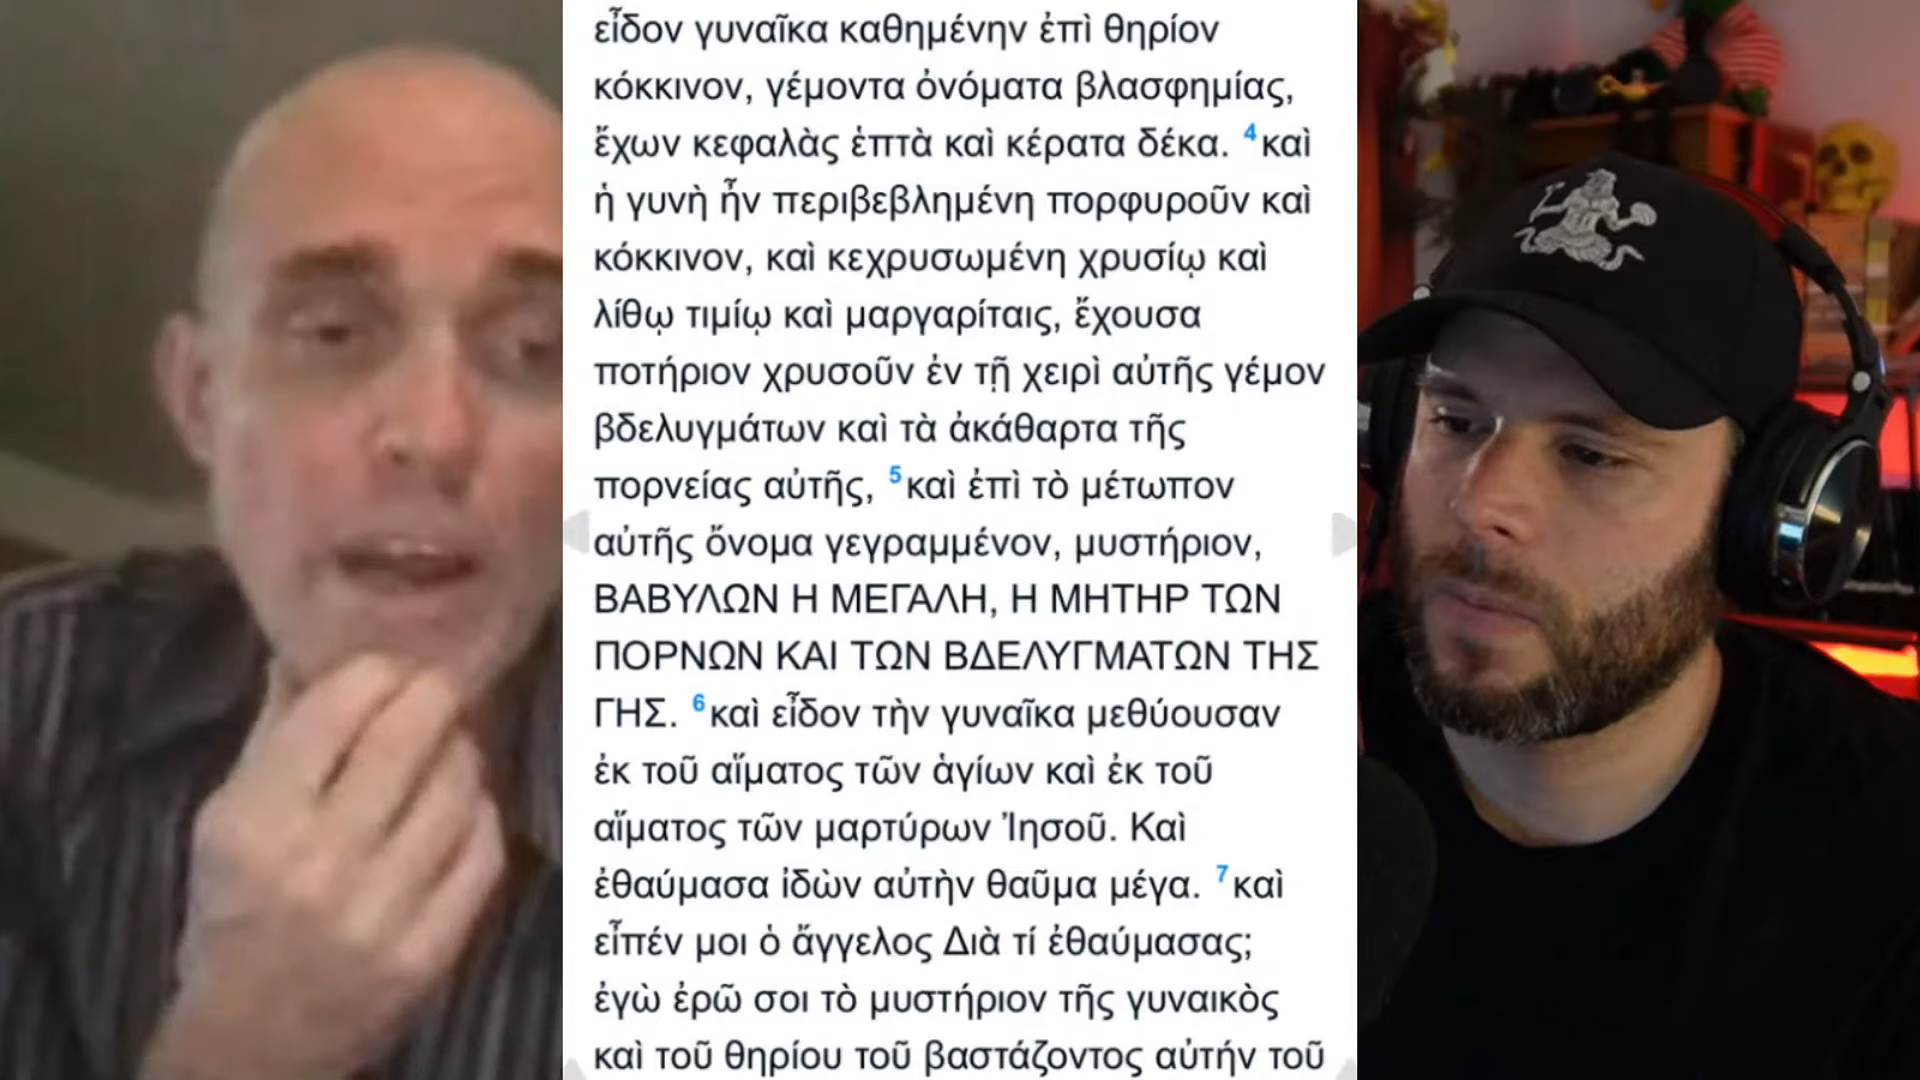 εἶδον γυναῖκα καθημένην ἐπὶ θηρίον
κόκκινον, γέμοντα ὀνόματα βλασφημίας,
ἔχων κεφαλὰς ἑπτὰ καὶ κέρατα δέκα. 4 καὶ
ἡ γυνὴ ἦν περιβεβλημένη πορφυροῦν καὶ
κόκκινον, καὶ κεχρυσωμένη χρυσίῳ καὶ
λίθῳ τιμίῳ καὶ μαργαρίταις, ἔχουσα
ποτήριον χρυσοῦν ἐν τῇ χειρὶ αὐτῆς γέμον
βδελυγμάτων καὶ τὰ ἀκάθαρτα τῆς
πορνείας αὐτῆς, 5 καὶ ἐπὶ τὸ μέτωπον
αὐτῆς ὄνομα γεγραμμένον, μυστήριον,
ΒΑΒΥΛΩΝ Η ΜΕΓΑΛΗ, Η ΜΗΤΗΡ ΤΩΝ
ΠΟΡΝΩΝ ΚΑΙ ΤΩΝ ΒΔΕΛΥΓΜΑΤΩΝ ΤΗΣ
ΓΗΣ. 6 καὶ εἶδον τὴν γυναῖκα μεθύουσαν
ἐκ τοῦ αἵματος τῶν ἁγίων καὶ ἐκ τοῦ
αἵματος τῶν μαρτύρων Ἰησοῦ. Καὶ
ἐθαύμασα ἰδὼν αὐτὴν θαῦμα μέγα. 7 καὶ
εἶπέν μοι ὁ ἄγγελος Διὰ τί ἐθαύμασας;
ἐγὼ ἐρῶ σοι τὸ μυστήριον τῆς γυναικὸς
καὶ τοῦ θηρίου τοῦ βαστάζοντος αὐτήν τοῦ